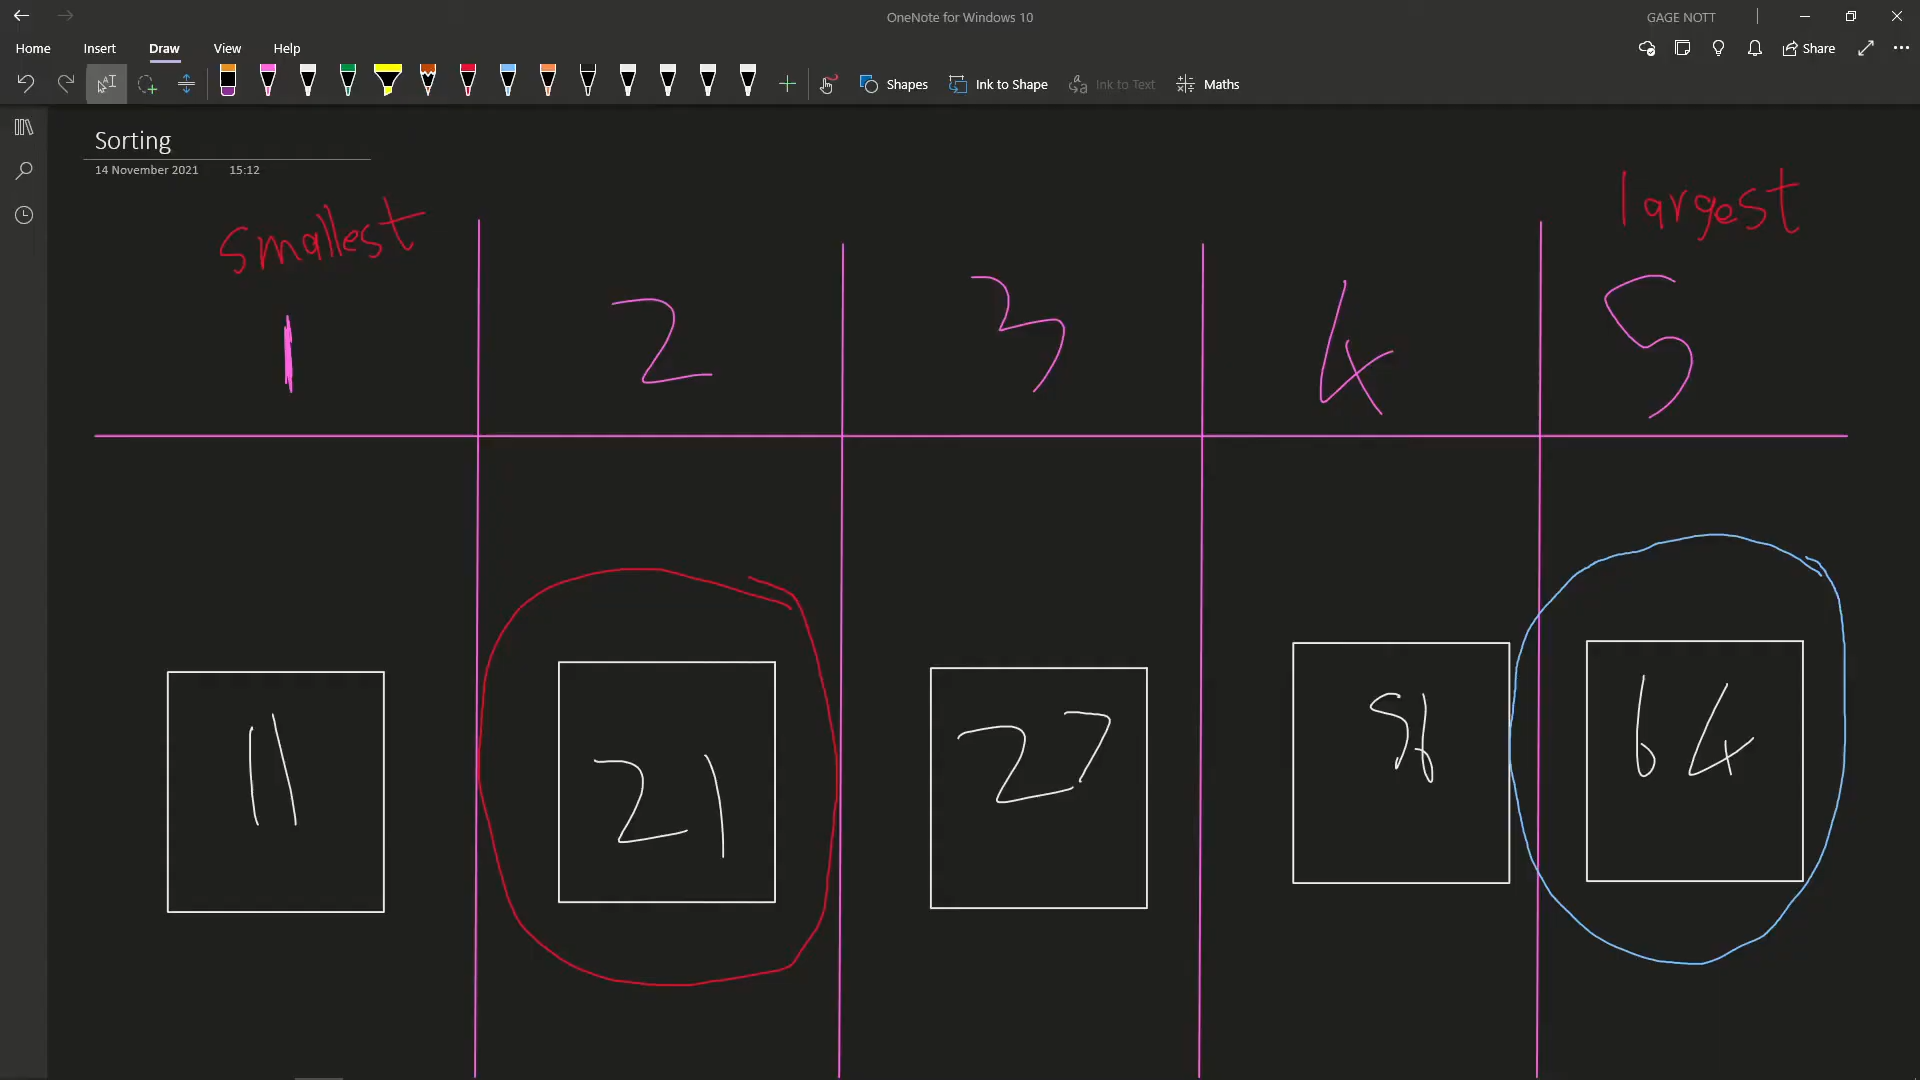 OneNote for Windows 10
GAGE NOTT
Home Insert Draw View Help
Share
Shapes Ink to Shape Ink to Text Maths
Sorting
14 November 2021 15:12
smallest largest
1 2 3 4 5
11 21 27 64